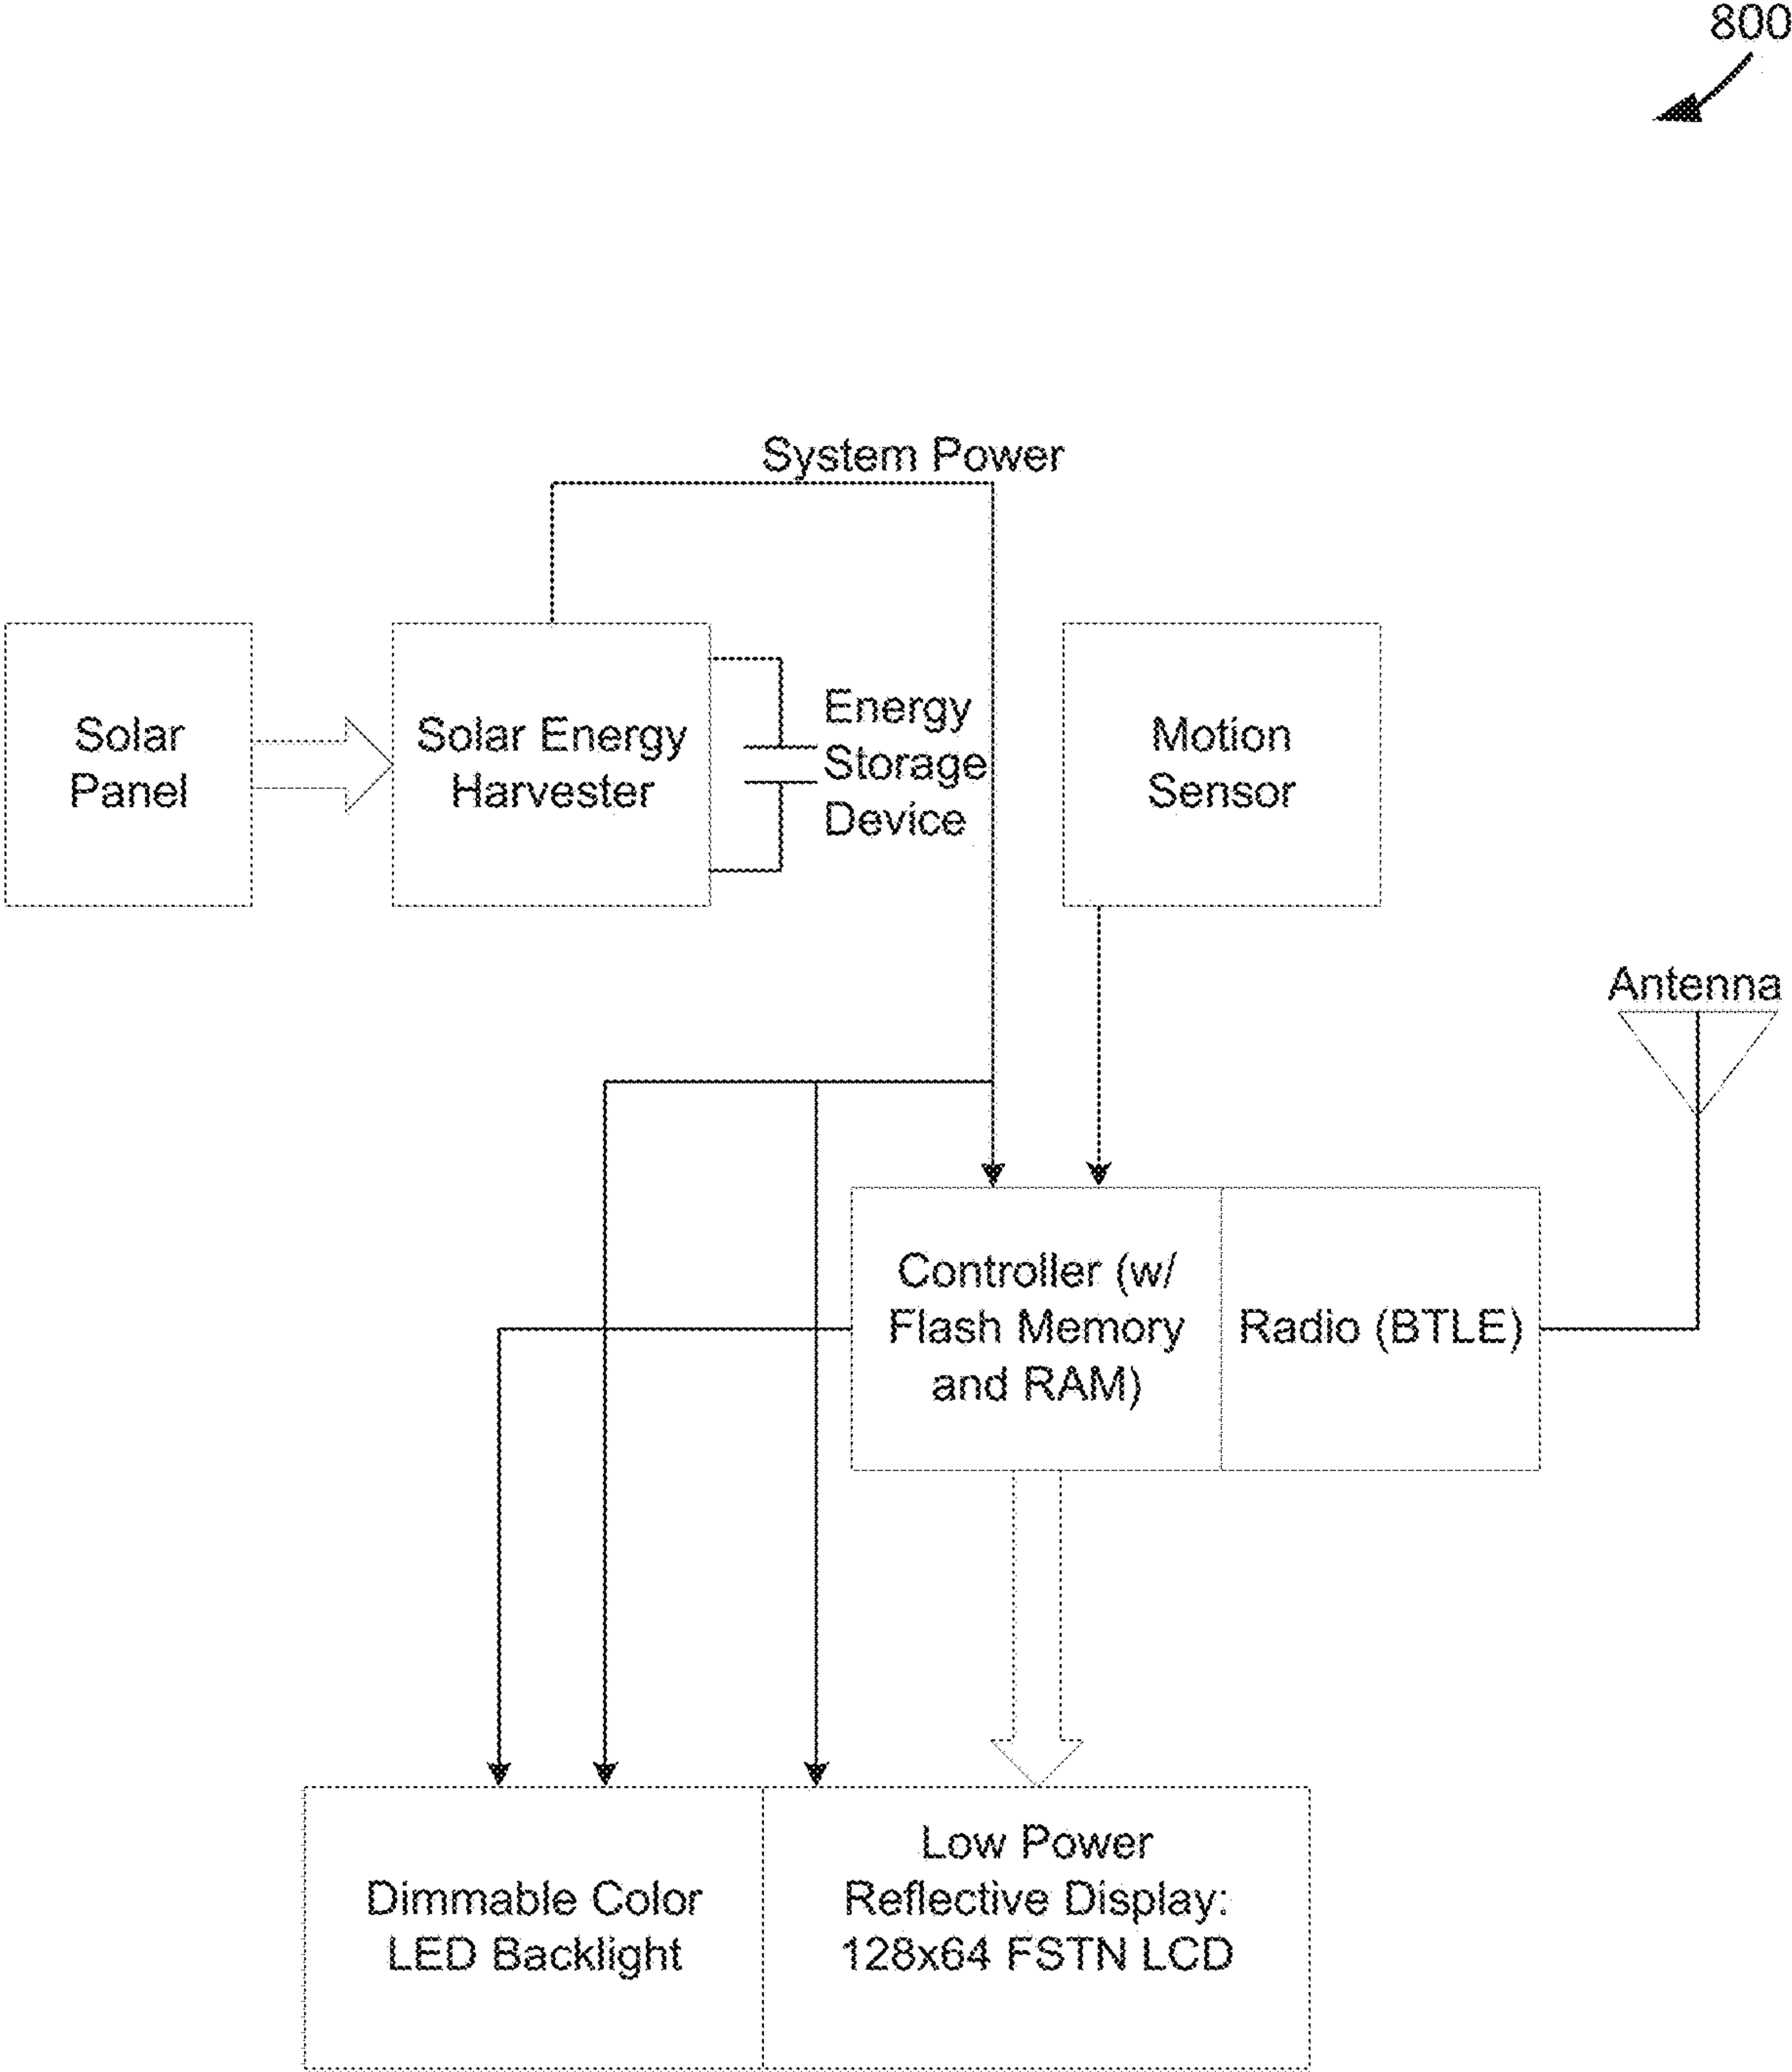 800
System Power
Solar
Panel
Solar Energy
Harvester
Energy
Storage
Device
Motion
Sensor
Antenna
Controller (w/
Flash Memory
and RAM)
Radio (BTLE)
Dimmable Color
LED Backlight
Low Power
Reflective Display:
128x64 FSTN LCD